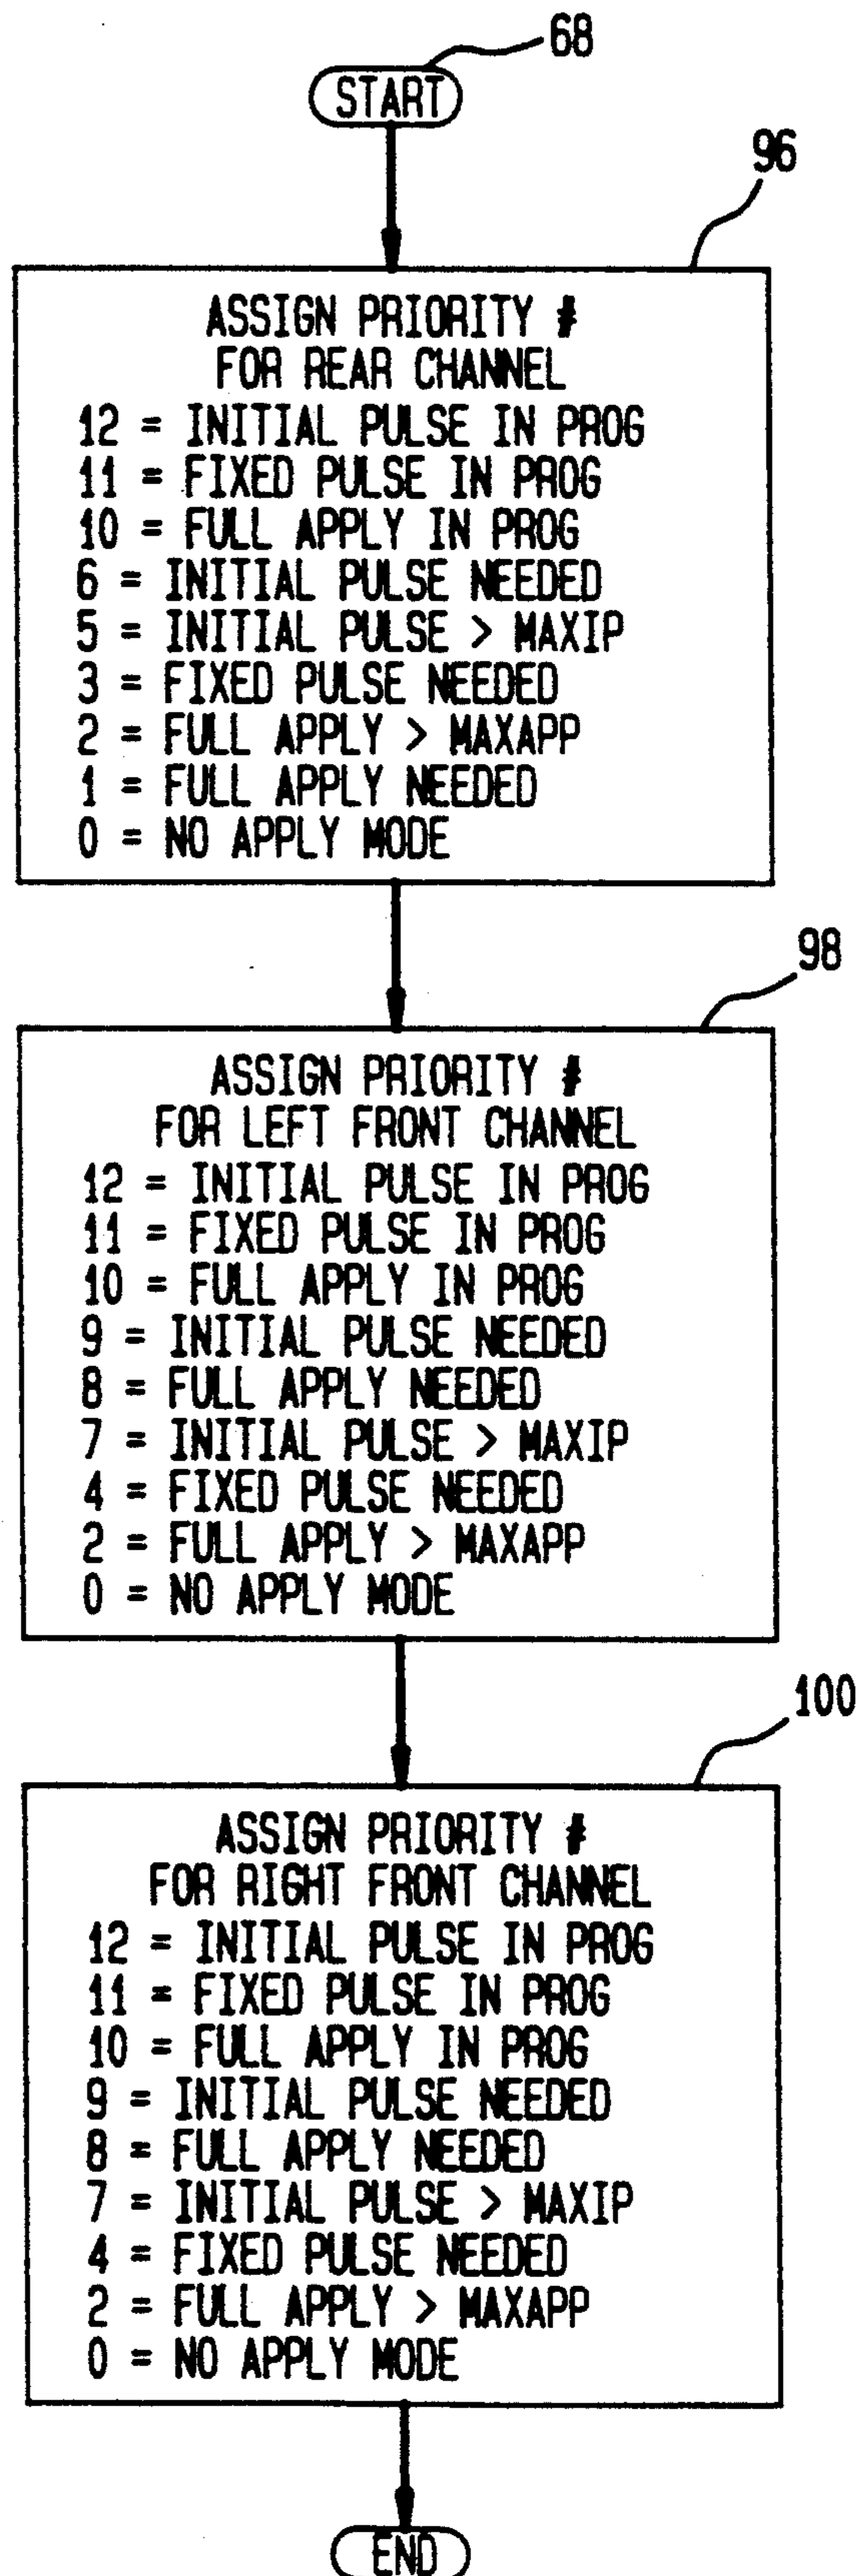 68
START
96
ASSIGN PRIORITY #
FOR REAR CHANNEL
12 = INITIAL PULSE IN PROG
11 = FIXED PULSE IN PROG
10 = FULL APPLY IN PROG
6 = INITIAL PULSE NEEDED
5 = INITIAL PULSE > MAXIP
3 = FIXED PULSE NEEDED
2 = FULL APPLY > MAXAPP
1 = FULL APPLY NEEDED
0 = NO APPLY MODE
98
ASSIGN PRIORITY #
FOR LEFT FRONT CHANNEL
12 = INITIAL PULSE IN PROG
11 = FIXED PULSE IN PROG
10 = FULL APPLY IN PROG
9 = INITIAL PULSE NEEDED
8 = FULL APPLY NEEDED
7 = INITIAL PULSE > MAXIP
4 = FIXED PULSE NEEDED
2 = FULL APPLY > MAXAPP
0 = NO APPLY MODE
100
ASSIGN PRIORITY #
FOR RIGHT FRONT CHANNEL
12 = INITIAL PULSE IN PROG
11 = FIXED PULSE IN PROG
10 = FULL APPLY IN PROG
9 = INITIAL PULSE NEEDED
8 = FULL APPLY NEEDED
7 = INITIAL PULSE > MAXIP
4 = FIXED PULSE NEEDED
2 = FULL APPLY > MAXAPP
0 = NO APPLY MODE
END